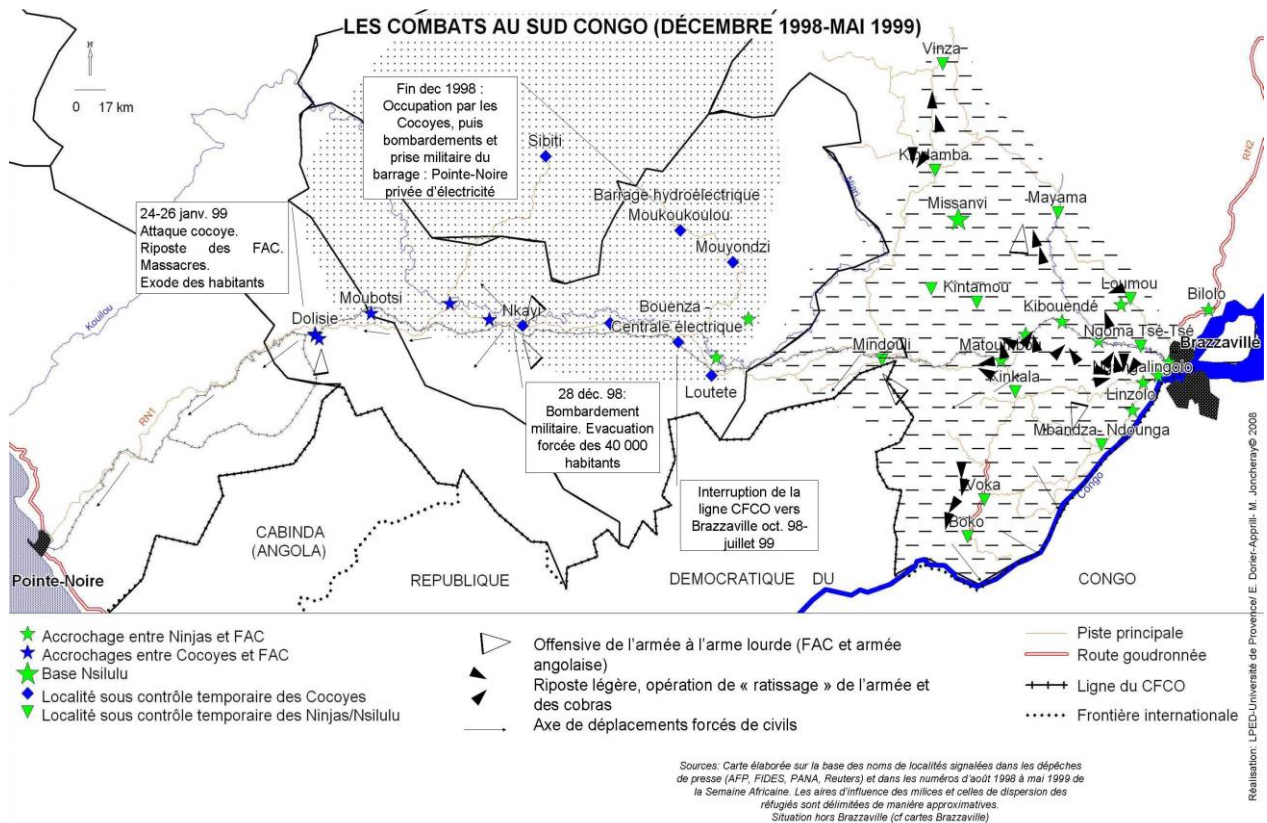 LES COMBATS AU SUD CONGO (DÉCEMBRE 1998-MAI 1999)
N
0 17 km
Fin dec 1998 :
Occupation par les
Cocoyes, puis
bombardements et
prise militaire du
barrage : Pointe-Noire
privée d'électricité
24-26 janv. 99
Attaque cocoye.
Riposte des FAC.
Massacres.
Exode des habitants
28 déc. 98:
Bombardement
militaire. Evacuation
forcée des 40 000
habitants
Interruption de la
ligne CFCO vers
Brazzaville oct. 98-
juillet 99
Vinza
Sibiti
Kindamba
Barrage hydroélectrique
Moukoukoulou
Missanvi
Mayama
Niari
RN2
Mouyondzi
Kouilou
Moubotsi
Dolisie
Nkayi
Bouenza
Centrale électrique
Loutete
Mindouli
Kintamou
Kibouendé
Loumou
Bilolo
Matoumbou
Ngoma Tsé-Tsé
Brazzaville
Kinkala
Linzolo
Mbandza- Ndounga
Voka
Boko
Congo
RN1
Pointe-Noire
CABINDA
(ANGOLA)
REPUBLIQUE DEMOCRATIQUE DU CONGO
Accrochage entre Ninjas et FAC
Accrochages entre Cocoyes et FAC
Base Nsilulu
Localité sous contrôle temporaire des Cocoyes
Localité sous contrôle temporaire des Ninjas/Nsilulu
Offensive de l'armée à l'arme lourde (FAC et armée
angolaise)
Riposte légère, opération de « ratissage » de l'armée et
des cobras
Axe de déplacements forcés de civils
Piste principale
Route goudronnée
Ligne du CFCO
Frontière internationale
Sources: Carte élaborée sur la base des noms de localités signalées dans les dépêches
de presse (AFP, FIDES, PANA, Reuters) et dans les numéros d'août 1998 à mai 1999 de
la Semaine Africaine. Les aires d'influence des milices et celles de dispersion des
réfugiés sont délimitées de manière approximatives.
Situation hors Brazzaville (cf cartes Brazzaville)
Réalisation: LPED-Université de Provence/ E. Dorier-Apprill- M. Joncheray© 2008